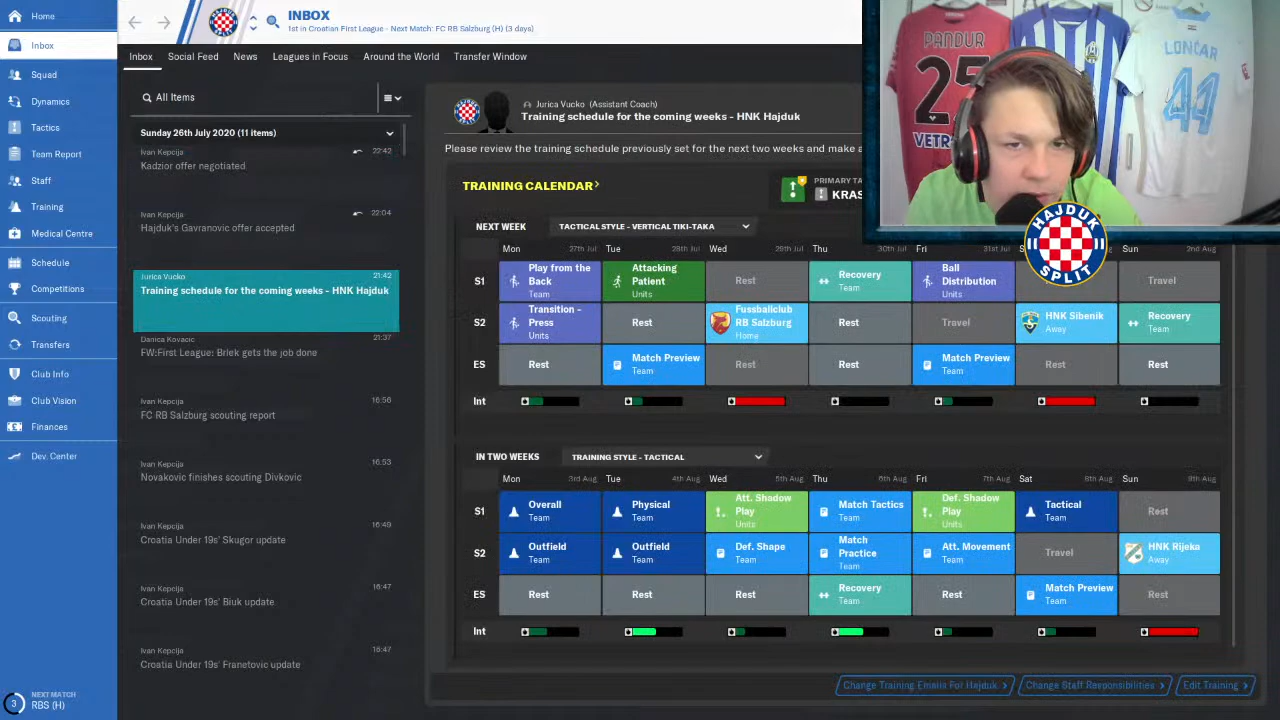 Home
Inbox
Squad
Dynamics
Tactics
Team Report
Staff
Training
Medical Centre
Schedule
Competitions
Scouting
Transfers
Club Info
Club Vision
Finances
Dev. Center
3
NEXT MATCH
RBS (H)
INBOX
1st in Croatian First League - Next Match: FC RB Salzburg (H) (3 days)
Inbox Social Feed News Leagues in Focus Around the World Transfer Window
All Items
Sunday 26th July 2020 (11 items)
Ivan Kepcija 22:42
Kadzior offer negotiated
Ivan Kepcija 22:04
Hajduk's Gavranovic offer accepted
Jurica Vucko 21:42
Training schedule for the coming weeks - HNK Hajduk
Danica Kovacic 21:37
FW:First League: Brlek gets the job done
Ivan Kepcija 16:56
FC RB Salzburg scouting report
Ivan Kepcija 16:53
Novakovic finishes scouting Divkovic
Ivan Kepcija 16:49
Croatia Under 19s' Skugor update
Ivan Kepcija 16:47
Croatia Under 19s' Biuk update
Ivan Kepcija 16:47
Croatia Under 19s' Franetovic update
Jurica Vucko (Assistant Coach)
Training schedule for the coming weeks - HNK Hajduk
Please review the training schedule previously set for the next two weeks and make a
TRAINING CALENDAR
PRIMARY TA
KRAS
NEXT WEEK TACTICAL STYLE - VERTICAL TIKI-TAKA
Mon 27th Jul Tue 28th Jul Wed 29th Jul Thu 30th Jul Fri 31st Jul Sun 2nd Aug
S1 Play from the Back Team Attacking Patient Units Rest Recovery Team Ball Distribution Units Travel
S2 Transition - Press Units Rest Fussballclub RB Salzburg Home Rest Travel HNK Sibenik Away Recovery Team
ES Rest Match Preview Team Rest Rest Match Preview Team Rest Rest
Int
IN TWO WEEKS TRAINING STYLE - TACTICAL
Mon 3rd Aug Tue 4th Aug Wed 5th Aug Thu 6th Aug Fri 7th Aug Sat 8th Aug Sun 9th Aug
S1 Overall Team Physical Team Att. Shadow Play Units Match Tactics Team Def. Shadow Play Units Tactical Team Rest
S2 Outfield Team Outfield Team Def. Shape Team Match Practice Team Att. Movement Team Travel HNK Rijeka Away
ES Rest Rest Rest Recovery Team Rest Match Preview Team Rest
Int
Change Training Emails For Hajduk Change Staff Responsibilities Edit Training
PANDUR
25
VETR
LONČAR
44
HAJDUK
SPLIT